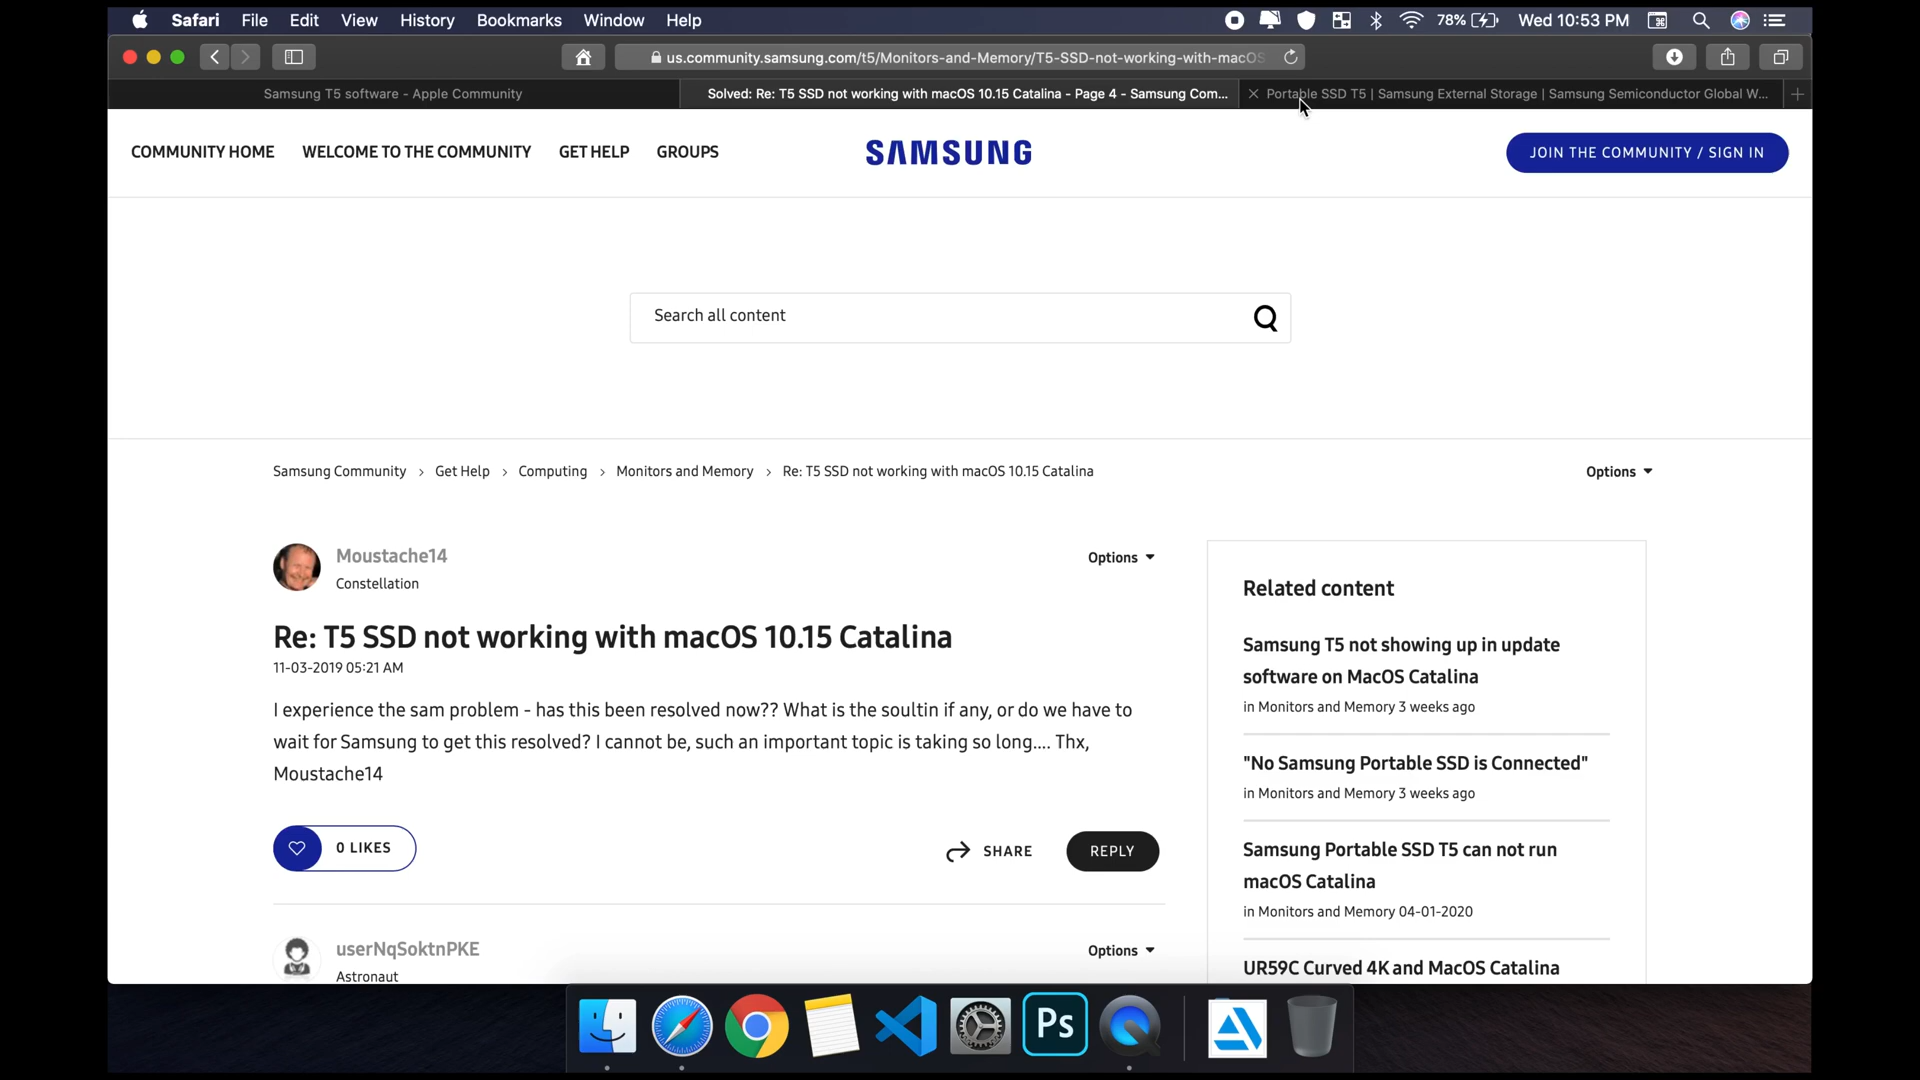 Safari File Edit View History Bookmarks Window Help 78% Wed 10:53 PM
us.community.samsung.com/t5/Monitors-and-Memory/T5-SSD-not-working-with-macOS
Samsung T5 software - Apple Community
Solved: Re: T5 SSD not working with macOS 10.15 Catalina - Page 4 - Samsung Com...
Portable SSD T5 | Samsung External Storage | Samsung Semiconductor Global W...
COMMUNITY HOME WELCOME TO THE COMMUNITY GET HELP GROUPS
SAMSUNG
JOIN THE COMMUNITY / SIGN IN
Search all content
Samsung Community > Get Help > Computing > Monitors and Memory > Re: T5 SSD not working with macOS 10.15 Catalina
Options
Moustache14
Constellation
Options
Re: T5 SSD not working with macOS 10.15 Catalina
11-03-2019 05:21 AM
I experience the sam problem - has this been resolved now?? What is the soultin if any, or do we have to
wait for Samsung to get this resolved? I cannot be, such an important topic is taking so long.... Thx,
Moustache14
0 LIKES
SHARE
REPLY
userNqSoktnPKE
Astronaut
Options
Related content
Samsung T5 not showing up in update
software on MacOS Catalina
in Monitors and Memory 3 weeks ago
"No Samsung Portable SSD is Connected"
in Monitors and Memory 3 weeks ago
Samsung Portable SSD T5 can not run
macOS Catalina
in Monitors and Memory 04-01-2020
UR59C Curved 4K and MacOS Catalina
Ps